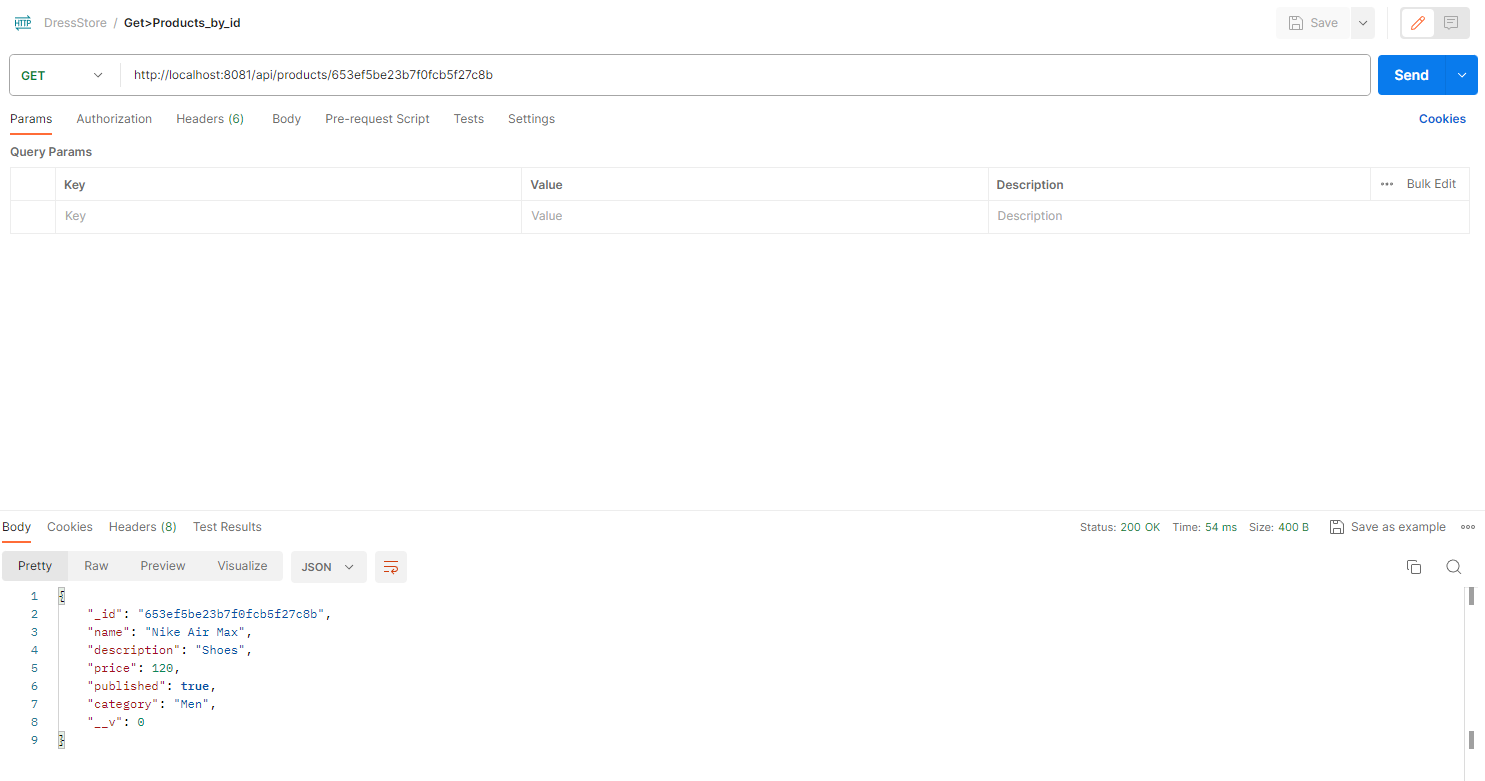 HTTP DressStore / Get>Products_by_id Save
GET http://localhost:8081/api/products/653ef5be23b7f0fcb5f27c8b Send
Params Authorization Headers (6) Body Pre-request Script Tests Settings Cookies
Query Params
Key Value Description ••• Bulk Edit
Key Value Description
Body Cookies Headers (8) Test Results Status: 200 OK Time: 54 ms Size: 400 B Save as example
Pretty Raw Preview Visualize JSON
1 {
2 "_id": "653ef5be23b7f0fcb5f27c8b",
3 "name": "Nike Air Max",
4 "description": "Shoes",
5 "price": 120,
6 "published": true,
7 "category": "Men",
8 "__v": 0
9 }